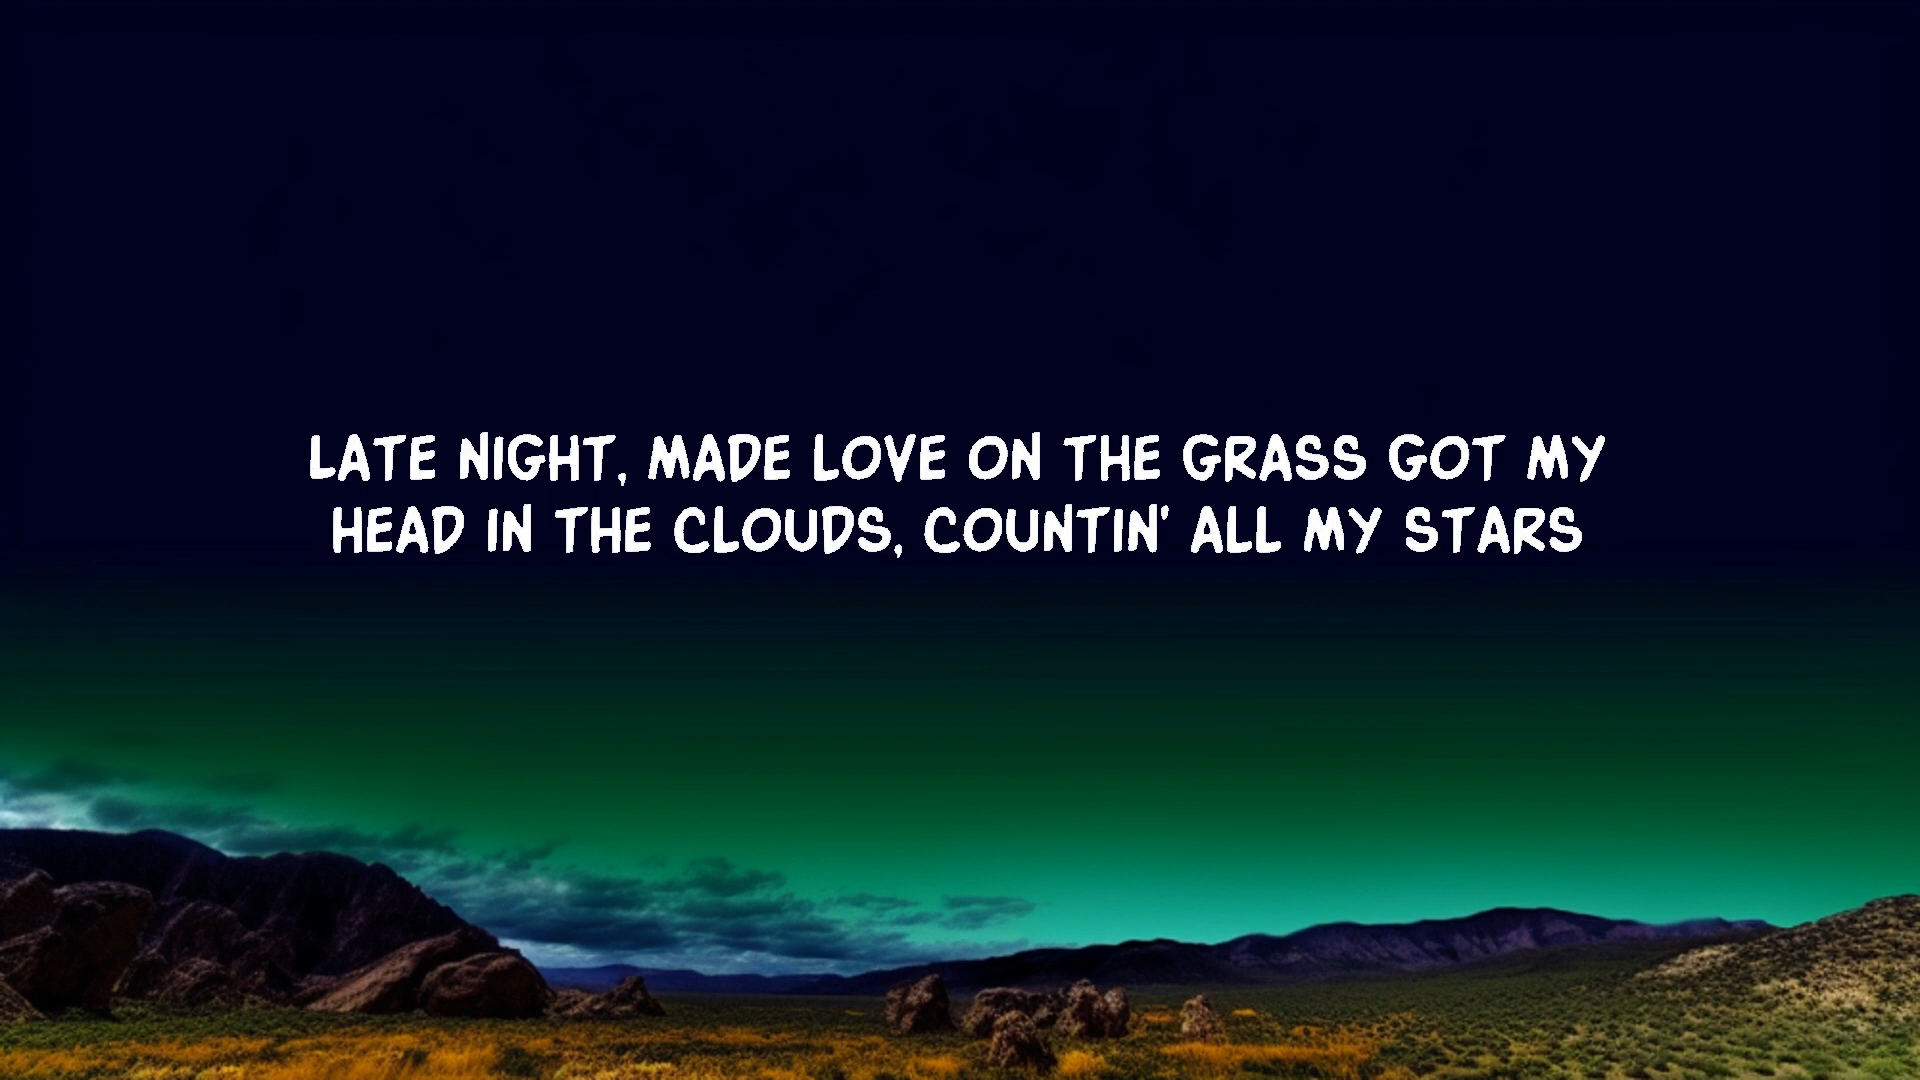 LATE NIGHT, MADE LOVE ON THE GRASS GOT MY
HEAD IN THE CLOUDS, COUNTIN' ALL MY STARS